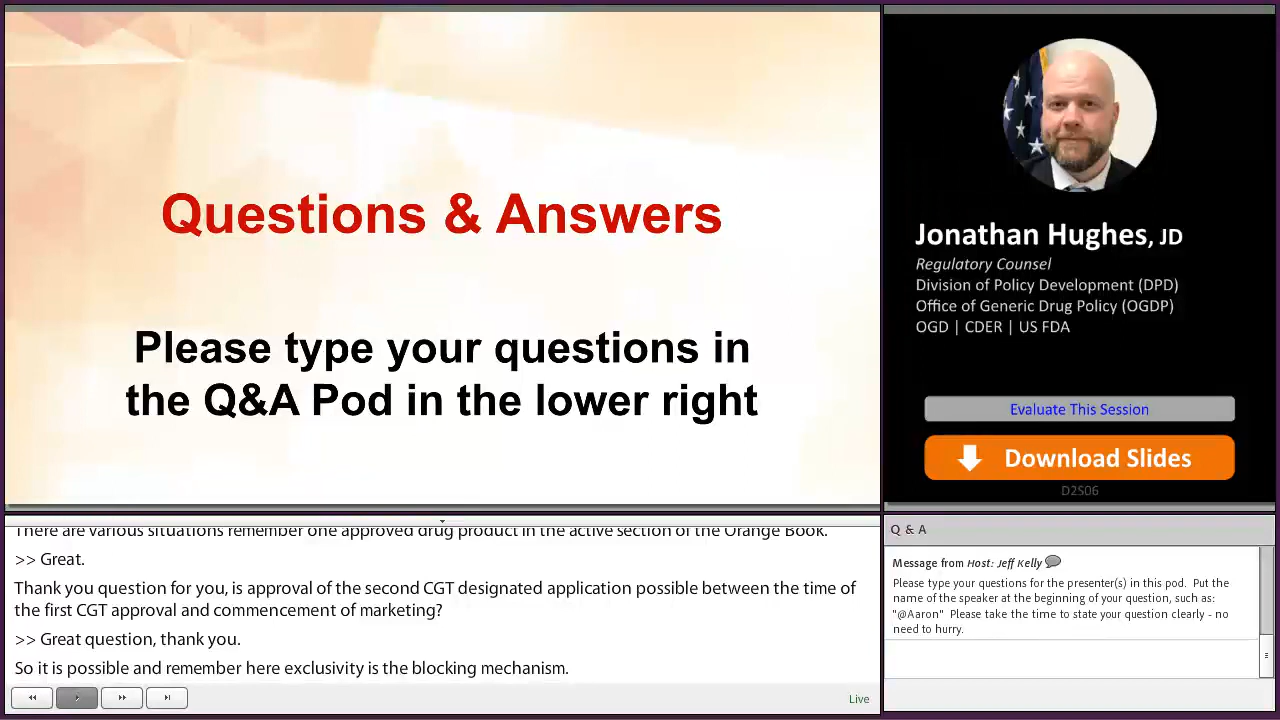 Questions & Answers
Please type your questions in
the Q&A Pod in the lower right
Jonathan Hughes, JD
Regulatory Counsel
Division of Policy Development (DPD)
Office of Generic Drug Policy (OGDP)
OGD | CDER | US FDA
Evaluate This Session
Download Slides
D2S06
There are various situations remember one approved drug product in the active section of the Orange Book.
>> Great.
Thank you question for you, is approval of the second CGT designated application possible between the time of
the first CGT approval and commencement of marketing?
>> Great question, thank you.
So it is possible and remember here exclusivity is the blocking mechanism.
Live
Q & A
Message from Host: Jeff Kelly
Please type your questions for the presenter(s) in this pod. Put the
name of the speaker at the beginning of your question, such as:
"@Aaron" Please take the time to state your question clearly - no
need to hurry.